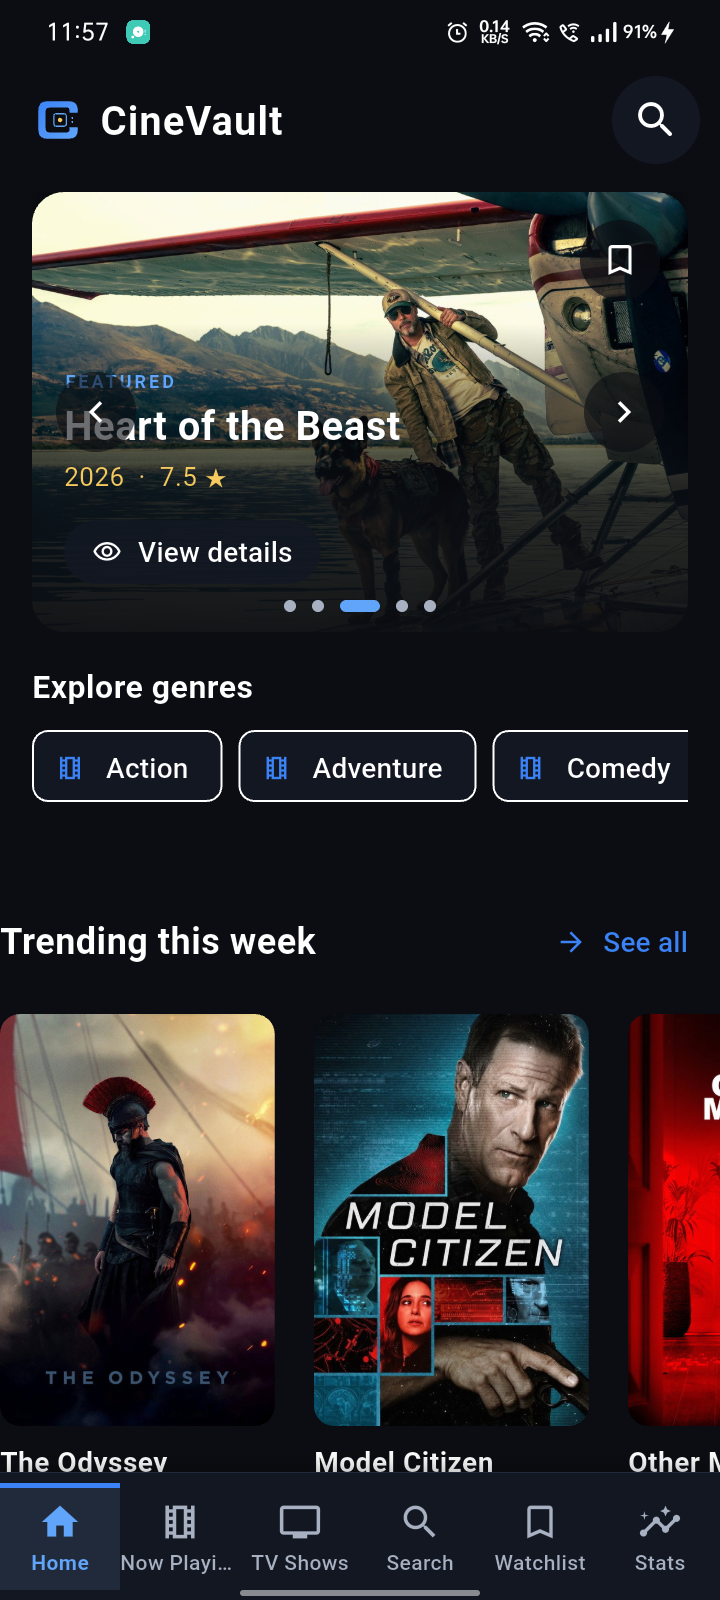 11:57
0.14
KB/S
91%
CineVault
FEATURED
Heart of the Beast
2026 · 7.5 ★
View details
Explore genres
Action
Adventure
Comedy
Trending this week
See all
THE ODYSSEY
MODEL
CITIZEN
The Odyssey
Model Citizen
Other M
Home
Now Playi...
TV Shows
Search
Watchlist
Stats